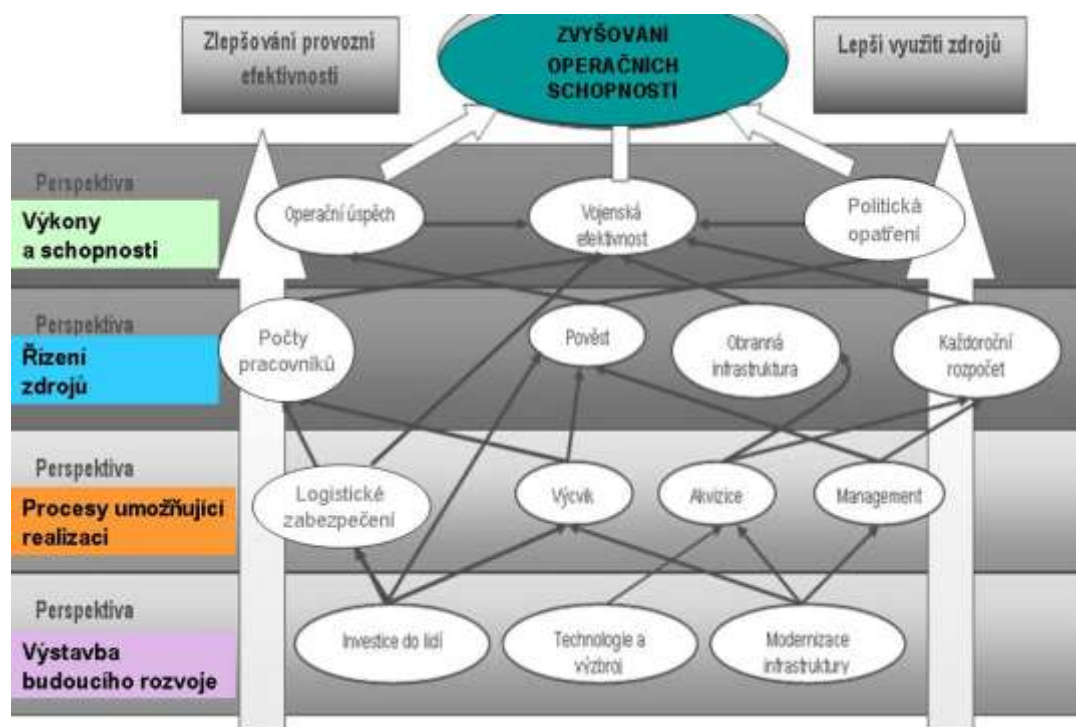 Zlepšování provozní
efektivnosti
ZVYŠOVÁNÍ
OPERAČNÍCH
SCHOPNOSTÍ
Lepší využití zdrojů
Perspektiva
Výkony
a schopnosti
Operační úspěch
Vojenská
efektivnost
Politická
opatření
Perspektiva
Řízení
zdrojů
Počty
pracovníků
Pověst
Obranná
infrastruktura
Každoroční
rozpočet
Perspektiva
Procesy umožňující
realizaci
Logistické
zabezpečení
Výcvik
Akvizice
Management
Perspektiva
Výstavba
budoucího rozvoje
Investice do lidí
Technologie a
výzbroj
Modernizace
infrastruktury